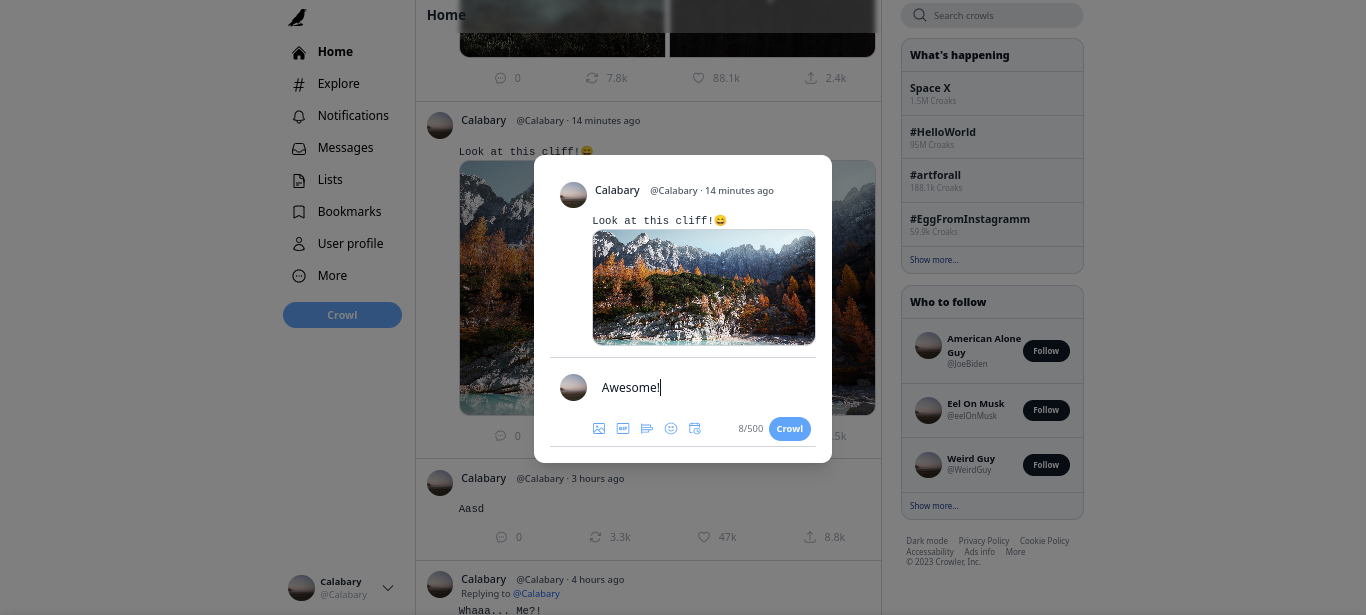 Home
Explore
Notifications
Messages
Lists
Bookmarks
User profile
More
Crowl
Calabary
@Calabary
Home
0 7.8k 88.1k 2.4k
Calabary @Calabary · 14 minutes ago
Look at this cliff!😄
0 .5k
Calabary @Calabary · 3 hours ago
Aasd
0 3.3k 47k 8.8k
Calabary @Calabary · 4 hours ago
Replying to @Calabary
Whaaa... Me?!
Calabary @Calabary · 14 minutes ago
Look at this cliff!😄
Awesome!
GIF
8/500 Crowl
Search crowls
What's happening
Space X
1.5M Croaks
#HelloWorld
95M Croaks
#artforall
188.1k Croaks
#EggFromInstagramm
59.9k Croaks
Show more...
Who to follow
American Alone
Guy
@JoeBiden
Follow
Eel On Musk
@eelOnMusk
Follow
Weird Guy
@WeirdGuy
Follow
Show more...
Dark mode Privacy Policy Cookie Policy
Accessability Ads info More
© 2023 Crowler, Inc.